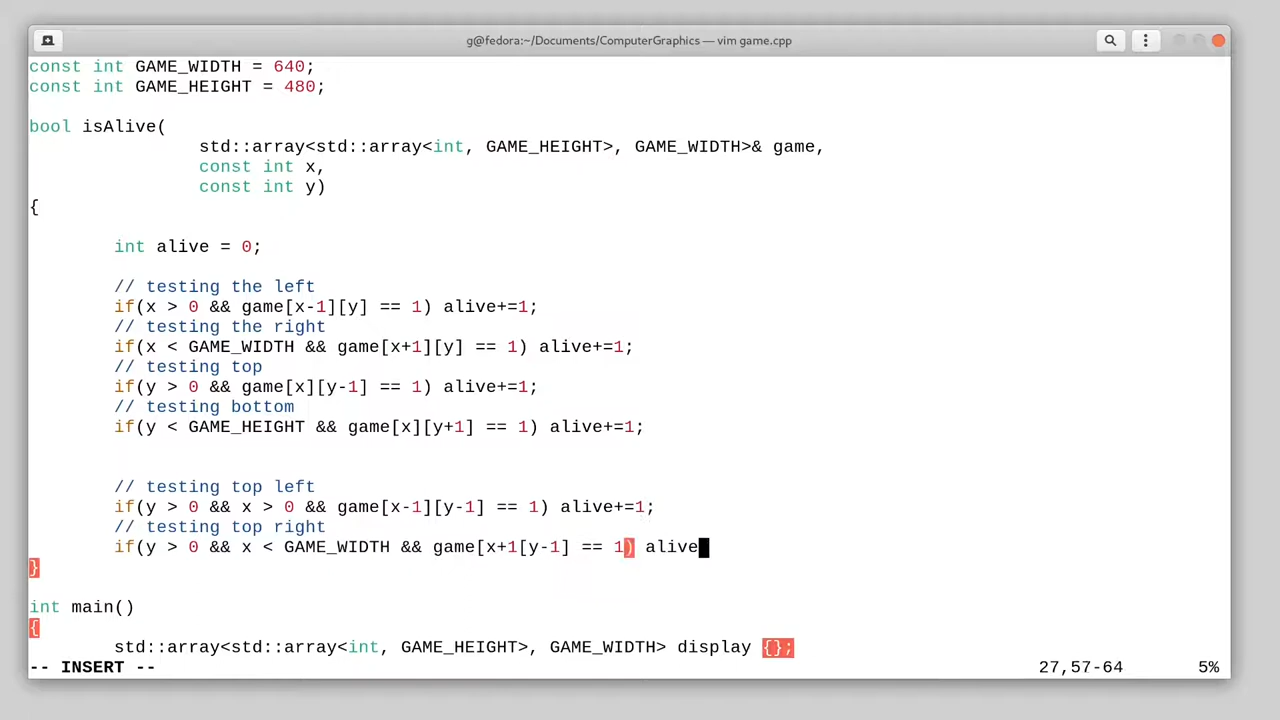 g@fedora:~/Documents/ComputerGraphics — vim game.cpp
const int GAME_WIDTH = 640;
const int GAME_HEIGHT = 480;
bool isAlive(
std::array<std::array<int, GAME_HEIGHT>, GAME_WIDTH>& game,
const int x,
const int y)
{
int alive = 0;
// testing the left
if(x > 0 && game[x-1][y] == 1) alive+=1;
// testing the right
if(x < GAME_WIDTH && game[x+1][y] == 1) alive+=1;
// testing top
if(y > 0 && game[x][y-1] == 1) alive+=1;
// testing bottom
if(y < GAME_HEIGHT && game[x][y+1] == 1) alive+=1;
// testing top left
if(y > 0 && x > 0 && game[x-1][y-1] == 1) alive+=1;
// testing top right
if(y > 0 && x < GAME_WIDTH && game[x+1[y-1] == 1) alive
}
int main()
{
std::array<std::array<int, GAME_HEIGHT>, GAME_WIDTH> display {};
-- INSERT -- 27,57-64 5%